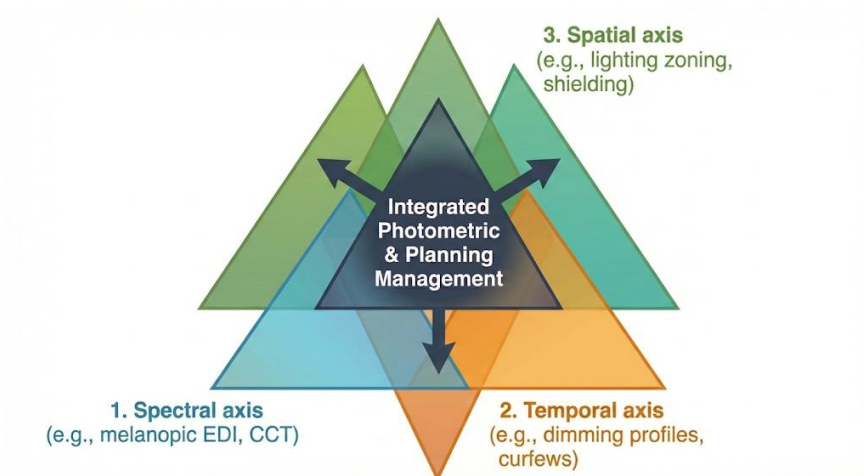 3. Spatial axis
(e.g., lighting zoning,
shielding)
Integrated
Photometric
& Planning
Management
1. Spectral axis
(e.g., melanopic EDI, CCT)
2. Temporal axis
(e.g., dimming profiles,
curfews)